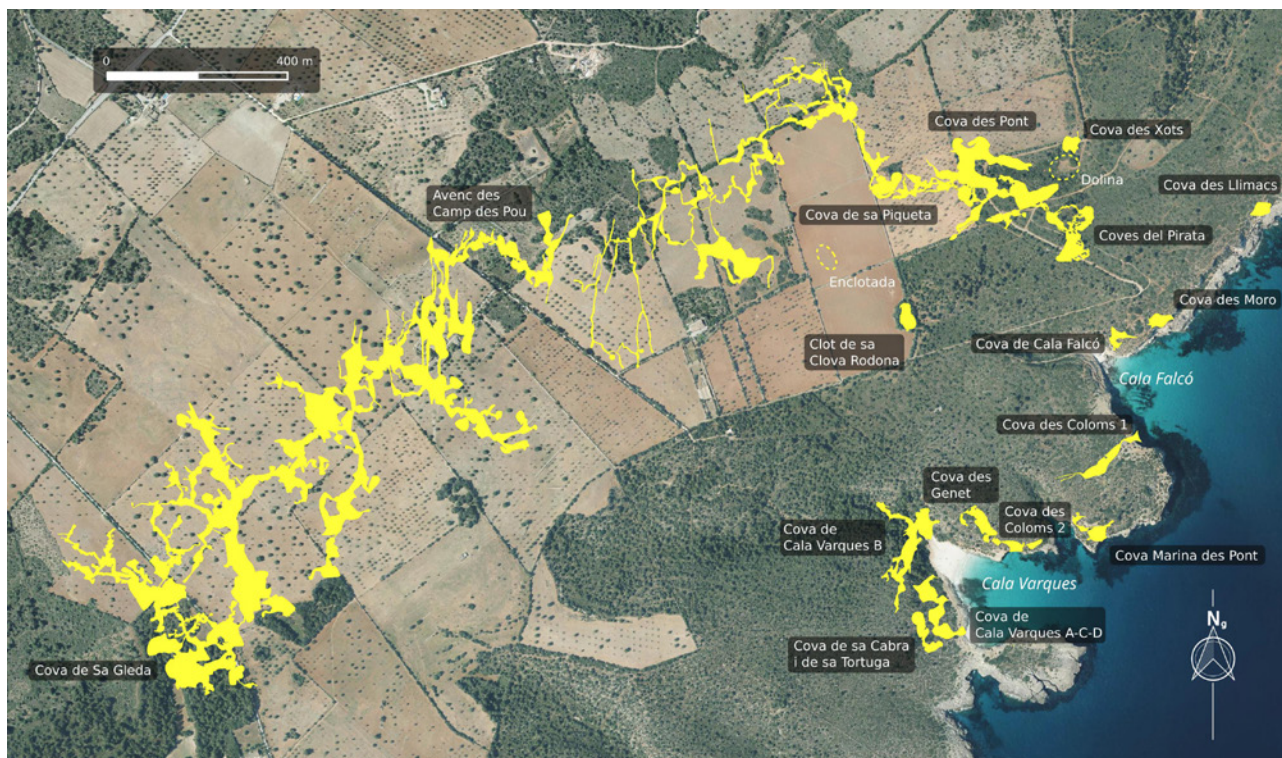 0 400 m
Cova des Pont
Cova des Xots
Dolina
Cova des Llimacs
Avenc des
Camp des Pou
Cova de sa Piqueta
Coves del Pirata
Enclotada
Cova des Moro
Clot de sa
Clova Rodona
Cova de Cala Falcó
Cala Falcó
Cova des Coloms 1
Cova des
Genet
Cova des
Coloms 2
Cova de
Cala Varques B
Cova Marina des Pont
Cala Varques
Cova de
Cala Varques A-C-D
Cova de sa Cabra
i de sa Tortuga
Cova de Sa Gleda
Ng